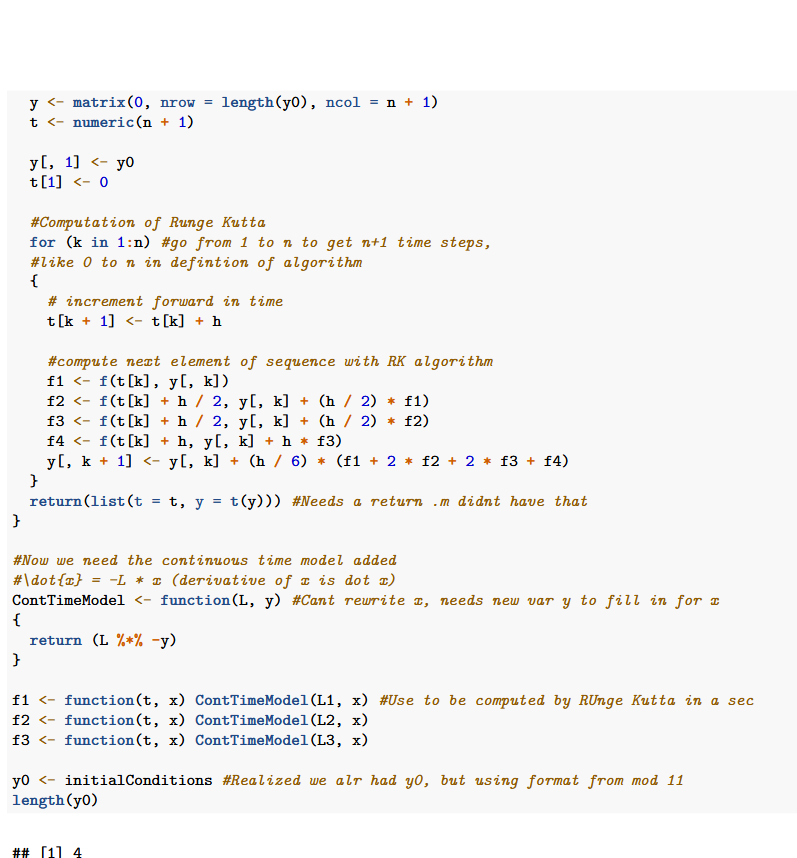 y <- matrix(0, nrow = length(y0), ncol = n + 1)
t <- numeric(n + 1)
y[, 1] <- y0
t[1] <- 0
#Computation of Runge Kutta
for (k in 1:n) #go from 1 to n to get n+1 time steps,
#like 0 to n in defintion of algorithm
{
# increment forward in time
t[k + 1] <- t[k] + h
#compute next element of sequence with RK algorithm
f1 <- f(t[k], y[, k])
f2 <- f(t[k] + h / 2, y[, k] + (h / 2) * f1)
f3 <- f(t[k] + h / 2, y[, k] + (h / 2) * f2)
f4 <- f(t[k] + h, y[, k] + h * f3)
y[, k + 1] <- y[, k] + (h / 6) * (f1 + 2 * f2 + 2 * f3 + f4)
}
return(list(t = t, y = t(y))) #Needs a return .m didnt have that
}
#Now we need the continuous time model added
#\dot{x} = -L * x (derivative of x is dot x)
ContTimeModel <- function(L, y) #Cant rewrite x, needs new var y to fill in for x
{
return (L %*% -y)
}
f1 <- function(t, x) ContTimeModel(L1, x) #Use to be computed by RUnge Kutta in a sec
f2 <- function(t, x) ContTimeModel(L2, x)
f3 <- function(t, x) ContTimeModel(L3, x)
y0 <- initialConditions #Realized we alr had y0, but using format from mod 11
length(y0)
## [1] 4